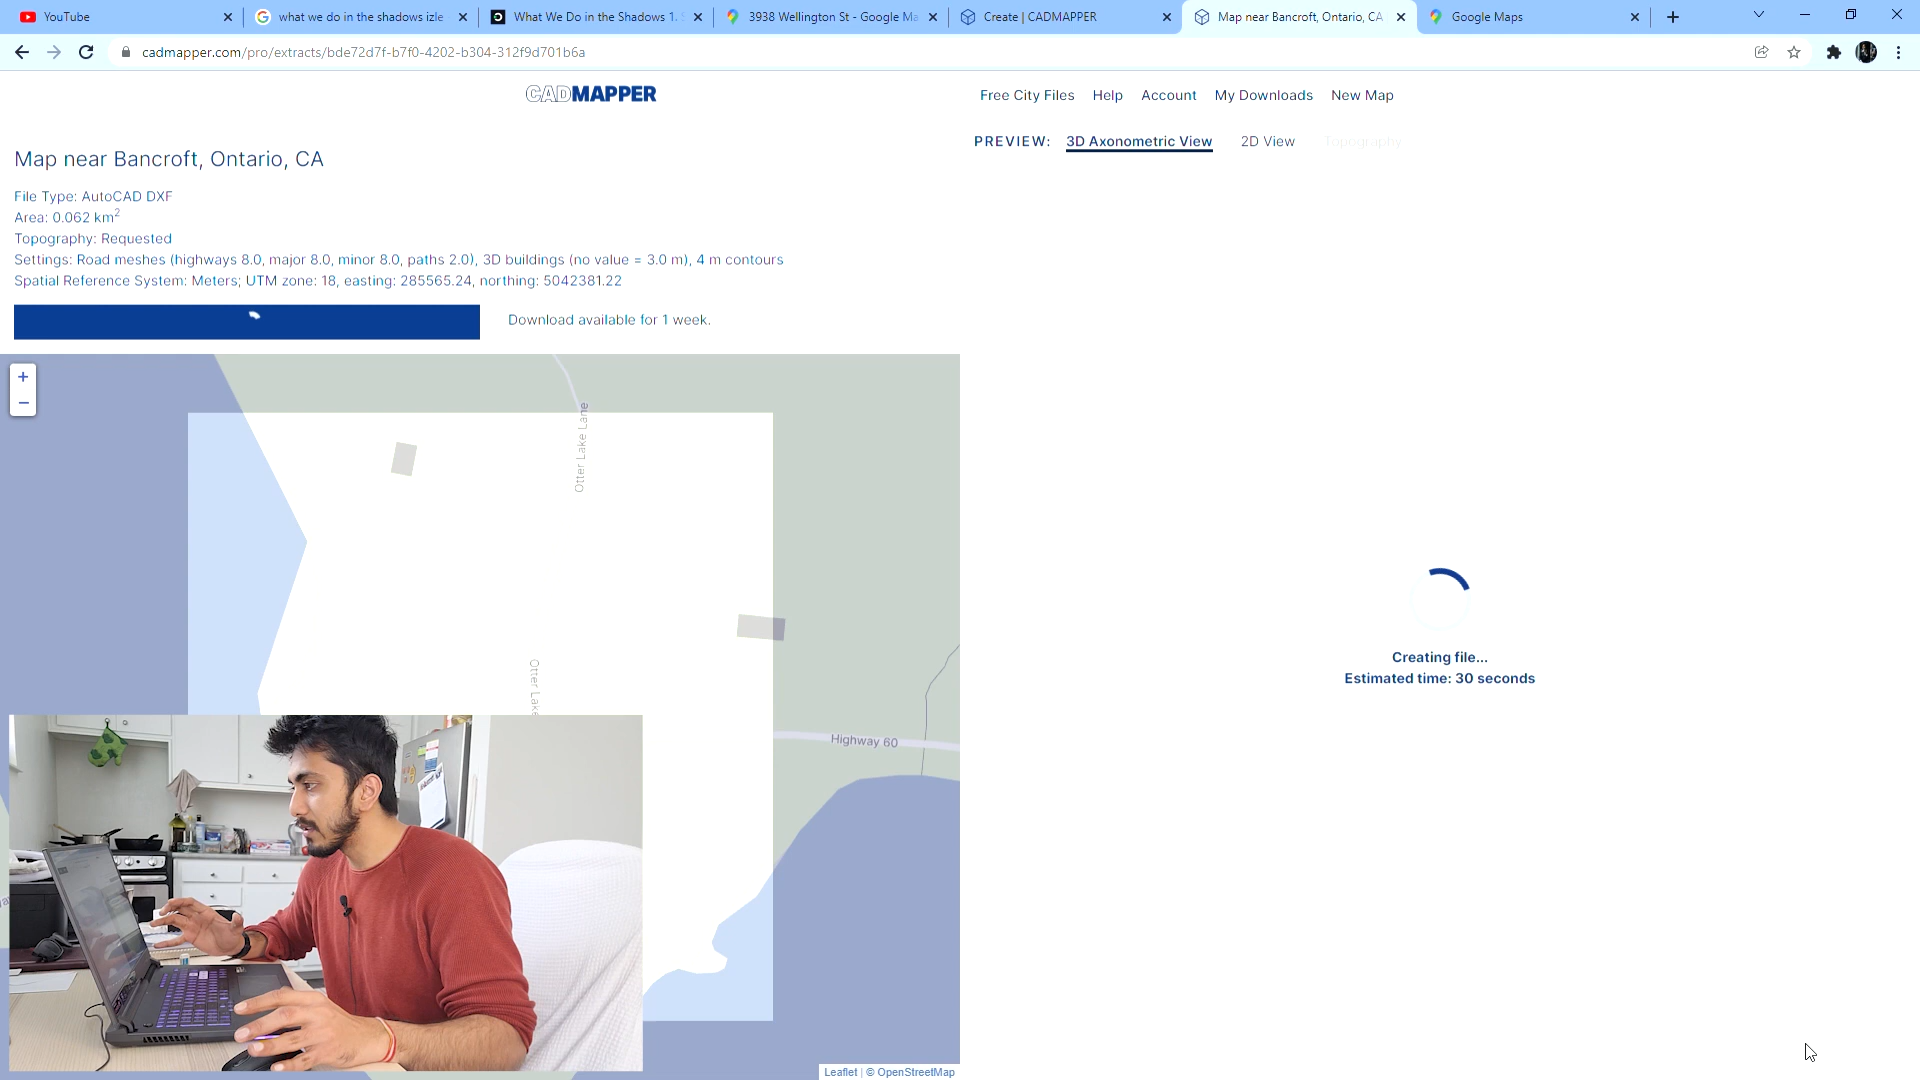 YouTube
what we do in the shadows izle
What We Do in the Shadows 1.
3938 Wellington St - Google Ma
Create | CADMAPPER
Map near Bancroft, Ontario, CA
Google Maps
cadmapper.com/pro/extracts/bde72d7f-b7f0-4202-b304-312f9d701b6a
CADMAPPER
Free City Files
Help
Account
My Downloads
New Map
PREVIEW:
3D Axonometric View
2D View
Topography
Map near Bancroft, Ontario, CA
File Type: AutoCAD DXF
Area: 0.062 km²
Topography: Requested
Settings: Road meshes (highways 8.0, major 8.0, minor 8.0, paths 2.0), 3D buildings (no value = 3.0 m), 4 m contours
Spatial Reference System: Meters; UTM zone: 18, easting: 285565.24, northing: 5042381.22
Download available for 1 week.
+
−
Otter Lake Lane
Otter Lake
Highway 60
Creating file...
Estimated time: 30 seconds
Leaflet | © OpenStreetMap